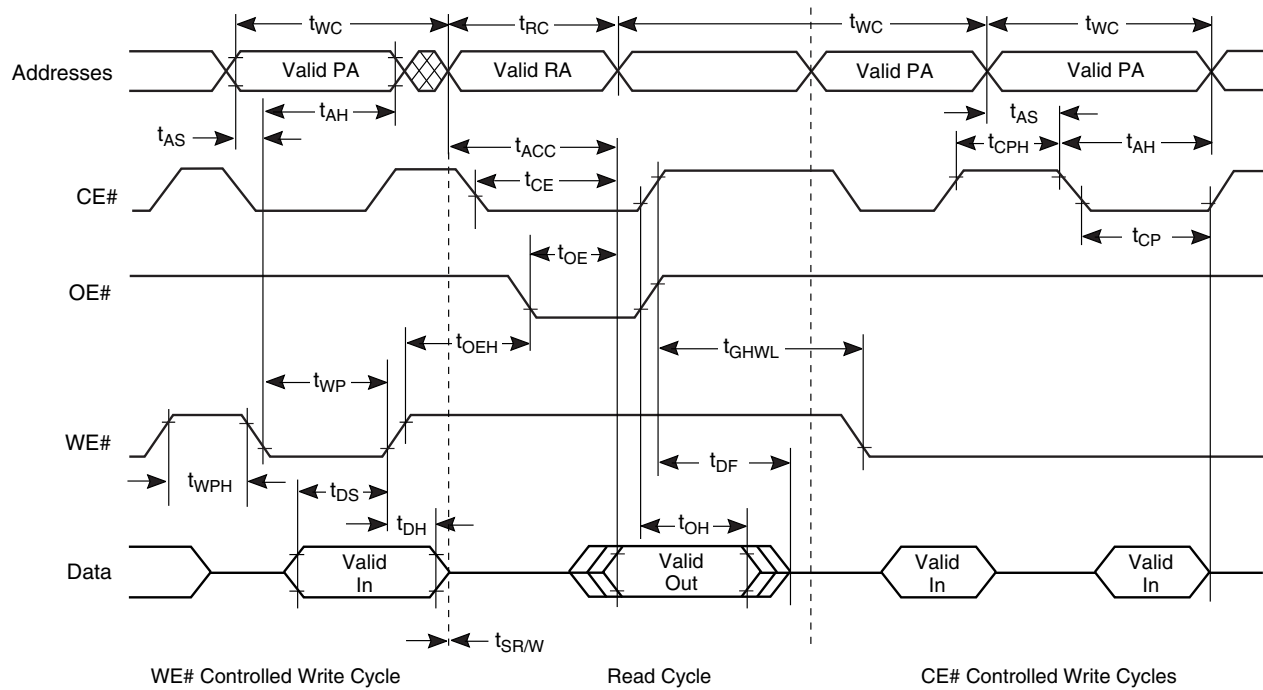 tWC
tRC
tWC
tWC
Addresses
Valid PA
Valid RA
Valid PA
Valid PA
tAH
tAS
tAS
tACC
tCPH
tAH
CE#
tCE
tCP
tOE
OE#
tOEH
tGHWL
tWP
WE#
tDF
tWPH
tDS
tDH
tOH
Data
Valid
In
Valid
Out
Valid
In
Valid
In
tSR/W
WE# Controlled Write Cycle
Read Cycle
CE# Controlled Write Cycles